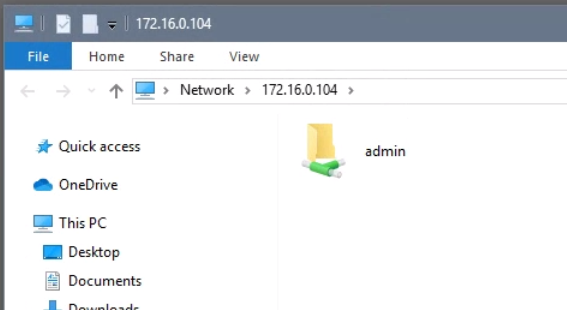 172.16.0.104
File Home Share View
Network 172.16.0.104
Quick access
admin
OneDrive
This PC
Desktop
Documents
Downloads